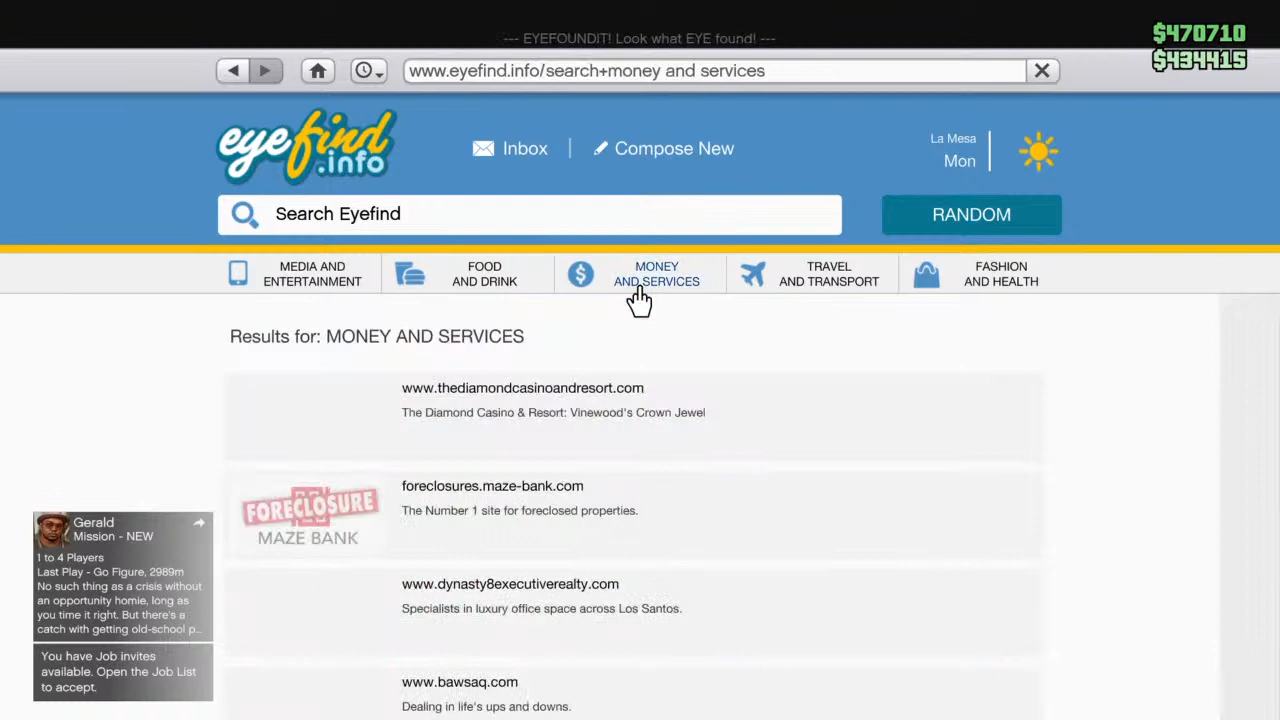 --- EYEFOUNDIT! Look what EYE found! ---
$470710
$434415
www.eyefind.info/search+money and services
eyefind
.info
Inbox
Compose New
La Mesa
Mon
Search Eyefind
RANDOM
MEDIA AND
ENTERTAINMENT
FOOD
AND DRINK
MONEY
AND SERVICES
TRAVEL
AND TRANSPORT
FASHION
AND HEALTH
Results for: MONEY AND SERVICES
www.thediamondcasinoandresort.com
The Diamond Casino & Resort: Vinewood's Crown Jewel
FORECLOSURE
MAZE BANK
foreclosures.maze-bank.com
The Number 1 site for foreclosed properties.
www.dynasty8executiverealty.com
Specialists in luxury office space across Los Santos.
www.bawsaq.com
Dealing in life's ups and downs.
Gerald
Mission - NEW
1 to 4 Players
Last Play - Go Figure, 2989m
No such thing as a crisis without
an opportunity homie, long as
you time it right. But there's a
catch with getting old-school p...
You have Job invites
available. Open the Job List
to accept.